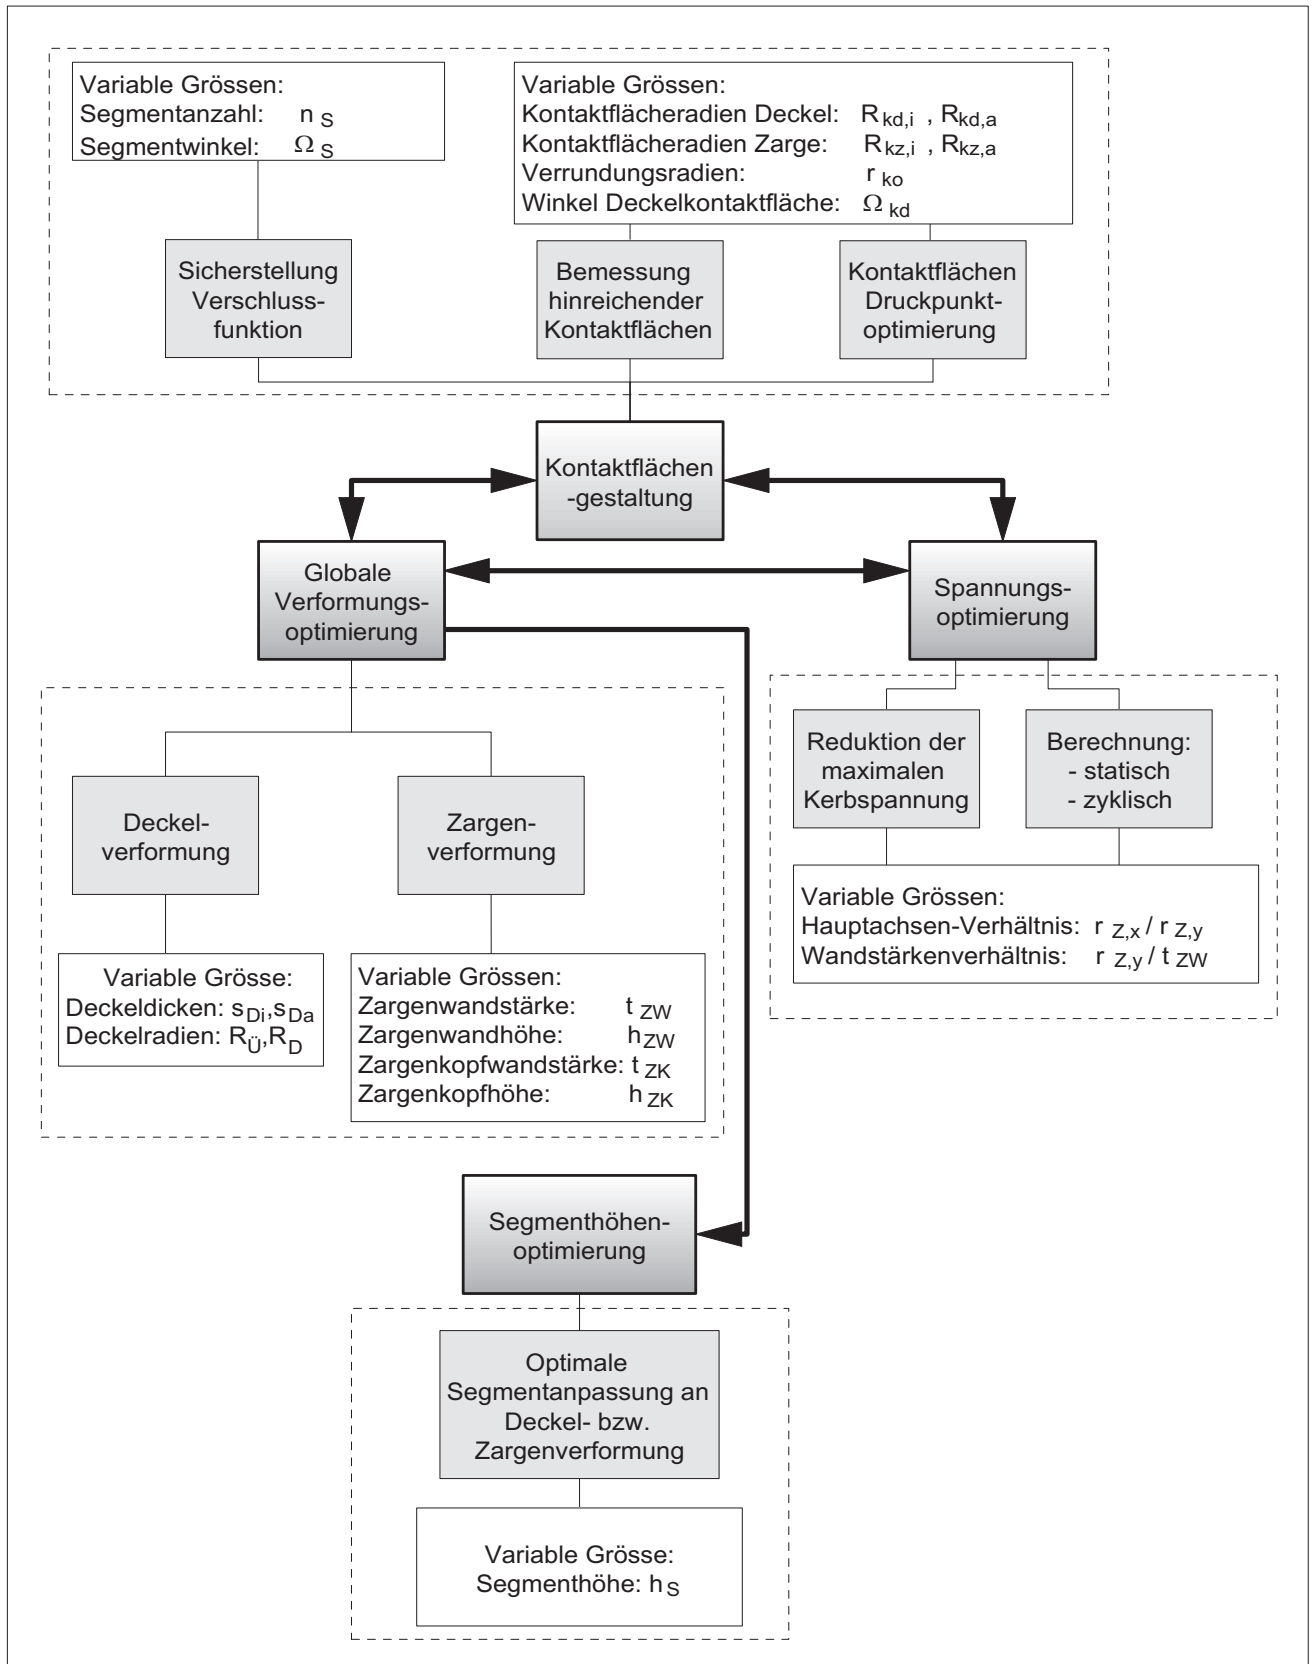 Variable Grössen:
Segmentanzahl: n S
Segmentwinkel: Ω S
Variable Grössen:
Kontaktflächeradien Deckel: R kd,i , R kd,a
Kontaktflächeradien Zarge: R kz,i , R kz,a
Verrundungsradien: r ko
Winkel Deckelkontaktfläche: Ω kd
Sicherstellung
Verschluss-
funktion
Bemessung
hinreichender
Kontaktflächen
Kontaktflächen
Druckpunkt-
optimierung
Kontaktflächen
-gestaltung
Globale
Verformungs-
optimierung
Spannungs-
optimierung
Reduktion der
maximalen
Kerbspannung
Berechnung:
- statisch
- zyklisch
Variable Grössen:
Hauptachsen-Verhältnis: r Z,x / r Z,y
Wandstärkenverhältnis: r Z,y / t ZW
Deckel-
verformung
Zargen-
verformung
Variable Grösse:
Deckeldicken: s Di, s Da
Deckelradien: R Ü, R D
Variable Grössen:
Zargenwandstärke: t ZW
Zargenwandhöhe: h ZW
Zargenkopfwandstärke: t ZK
Zargenkopfhöhe: h ZK
Segmenthöhen-
optimierung
Optimale
Segmentanpassung an
Deckel- bzw.
Zargenverformung
Variable Grösse:
Segmenthöhe: h S